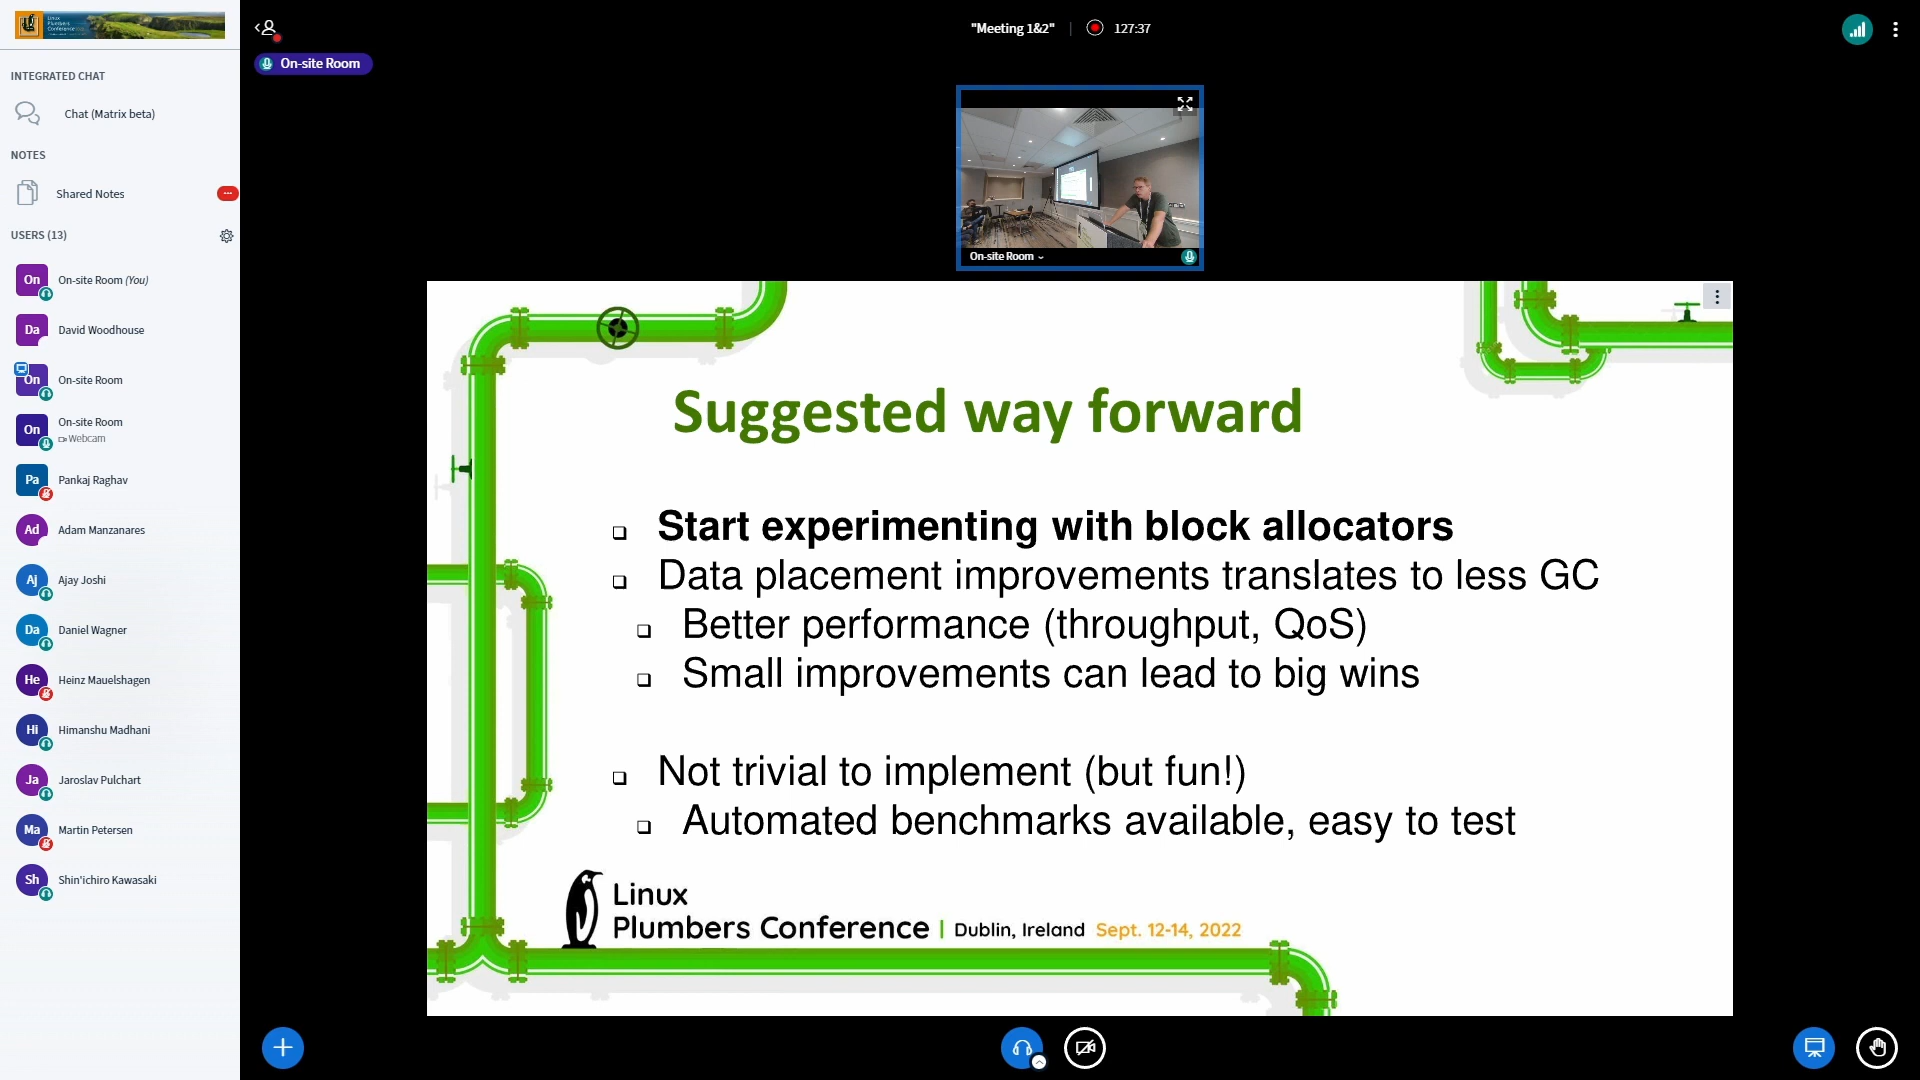 Linux
Plumbers
Conference
INTEGRATED CHAT
Chat (Matrix beta)
NOTES
Shared Notes
USERS (13)
On On-site Room (You)
Da David Woodhouse
On On-site Room
On On-site Room
Webcam
Pa Pankaj Raghav
Ad Adam Manzanares
Aj Ajay Joshi
Da Daniel Wagner
He Heinz Mauelshagen
Hi Himanshu Madhani
Ja Jaroslav Pulchart
Ma Martin Petersen
Sh Shin'ichiro Kawasaki
"Meeting 1&2" | 127:37
On-site Room
On-site Room
Suggested way forward
Start experimenting with block allocators
Data placement improvements translates to less GC
Better performance (throughput, QoS)
Small improvements can lead to big wins
Not trivial to implement (but fun!)
Automated benchmarks available, easy to test
Linux
Plumbers Conference | Dublin, Ireland Sept. 12-14, 2022